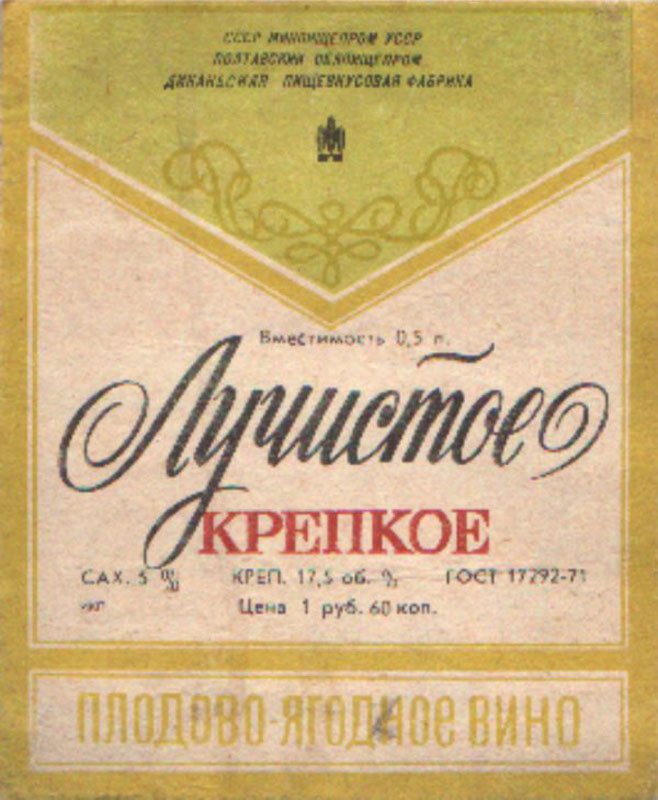 СССР МИНПИЩЕПРОМ УССР
ПОЛТАВСКИЙ ОБЛПИЩЕПРОМ
ДИКАНЬСКАЯ ПИЩЕВКУСОВАЯ ФАБРИКА
Вместимость 0,5 л.
Лучистое
КРЕПКОЕ
САХ. 5 % КРЕП. 17,5 об. % ГОСТ 17292-71
Цена 1 руб. 60 коп.
ПЛОДОВО-ЯГОДНОЕ ВИНО